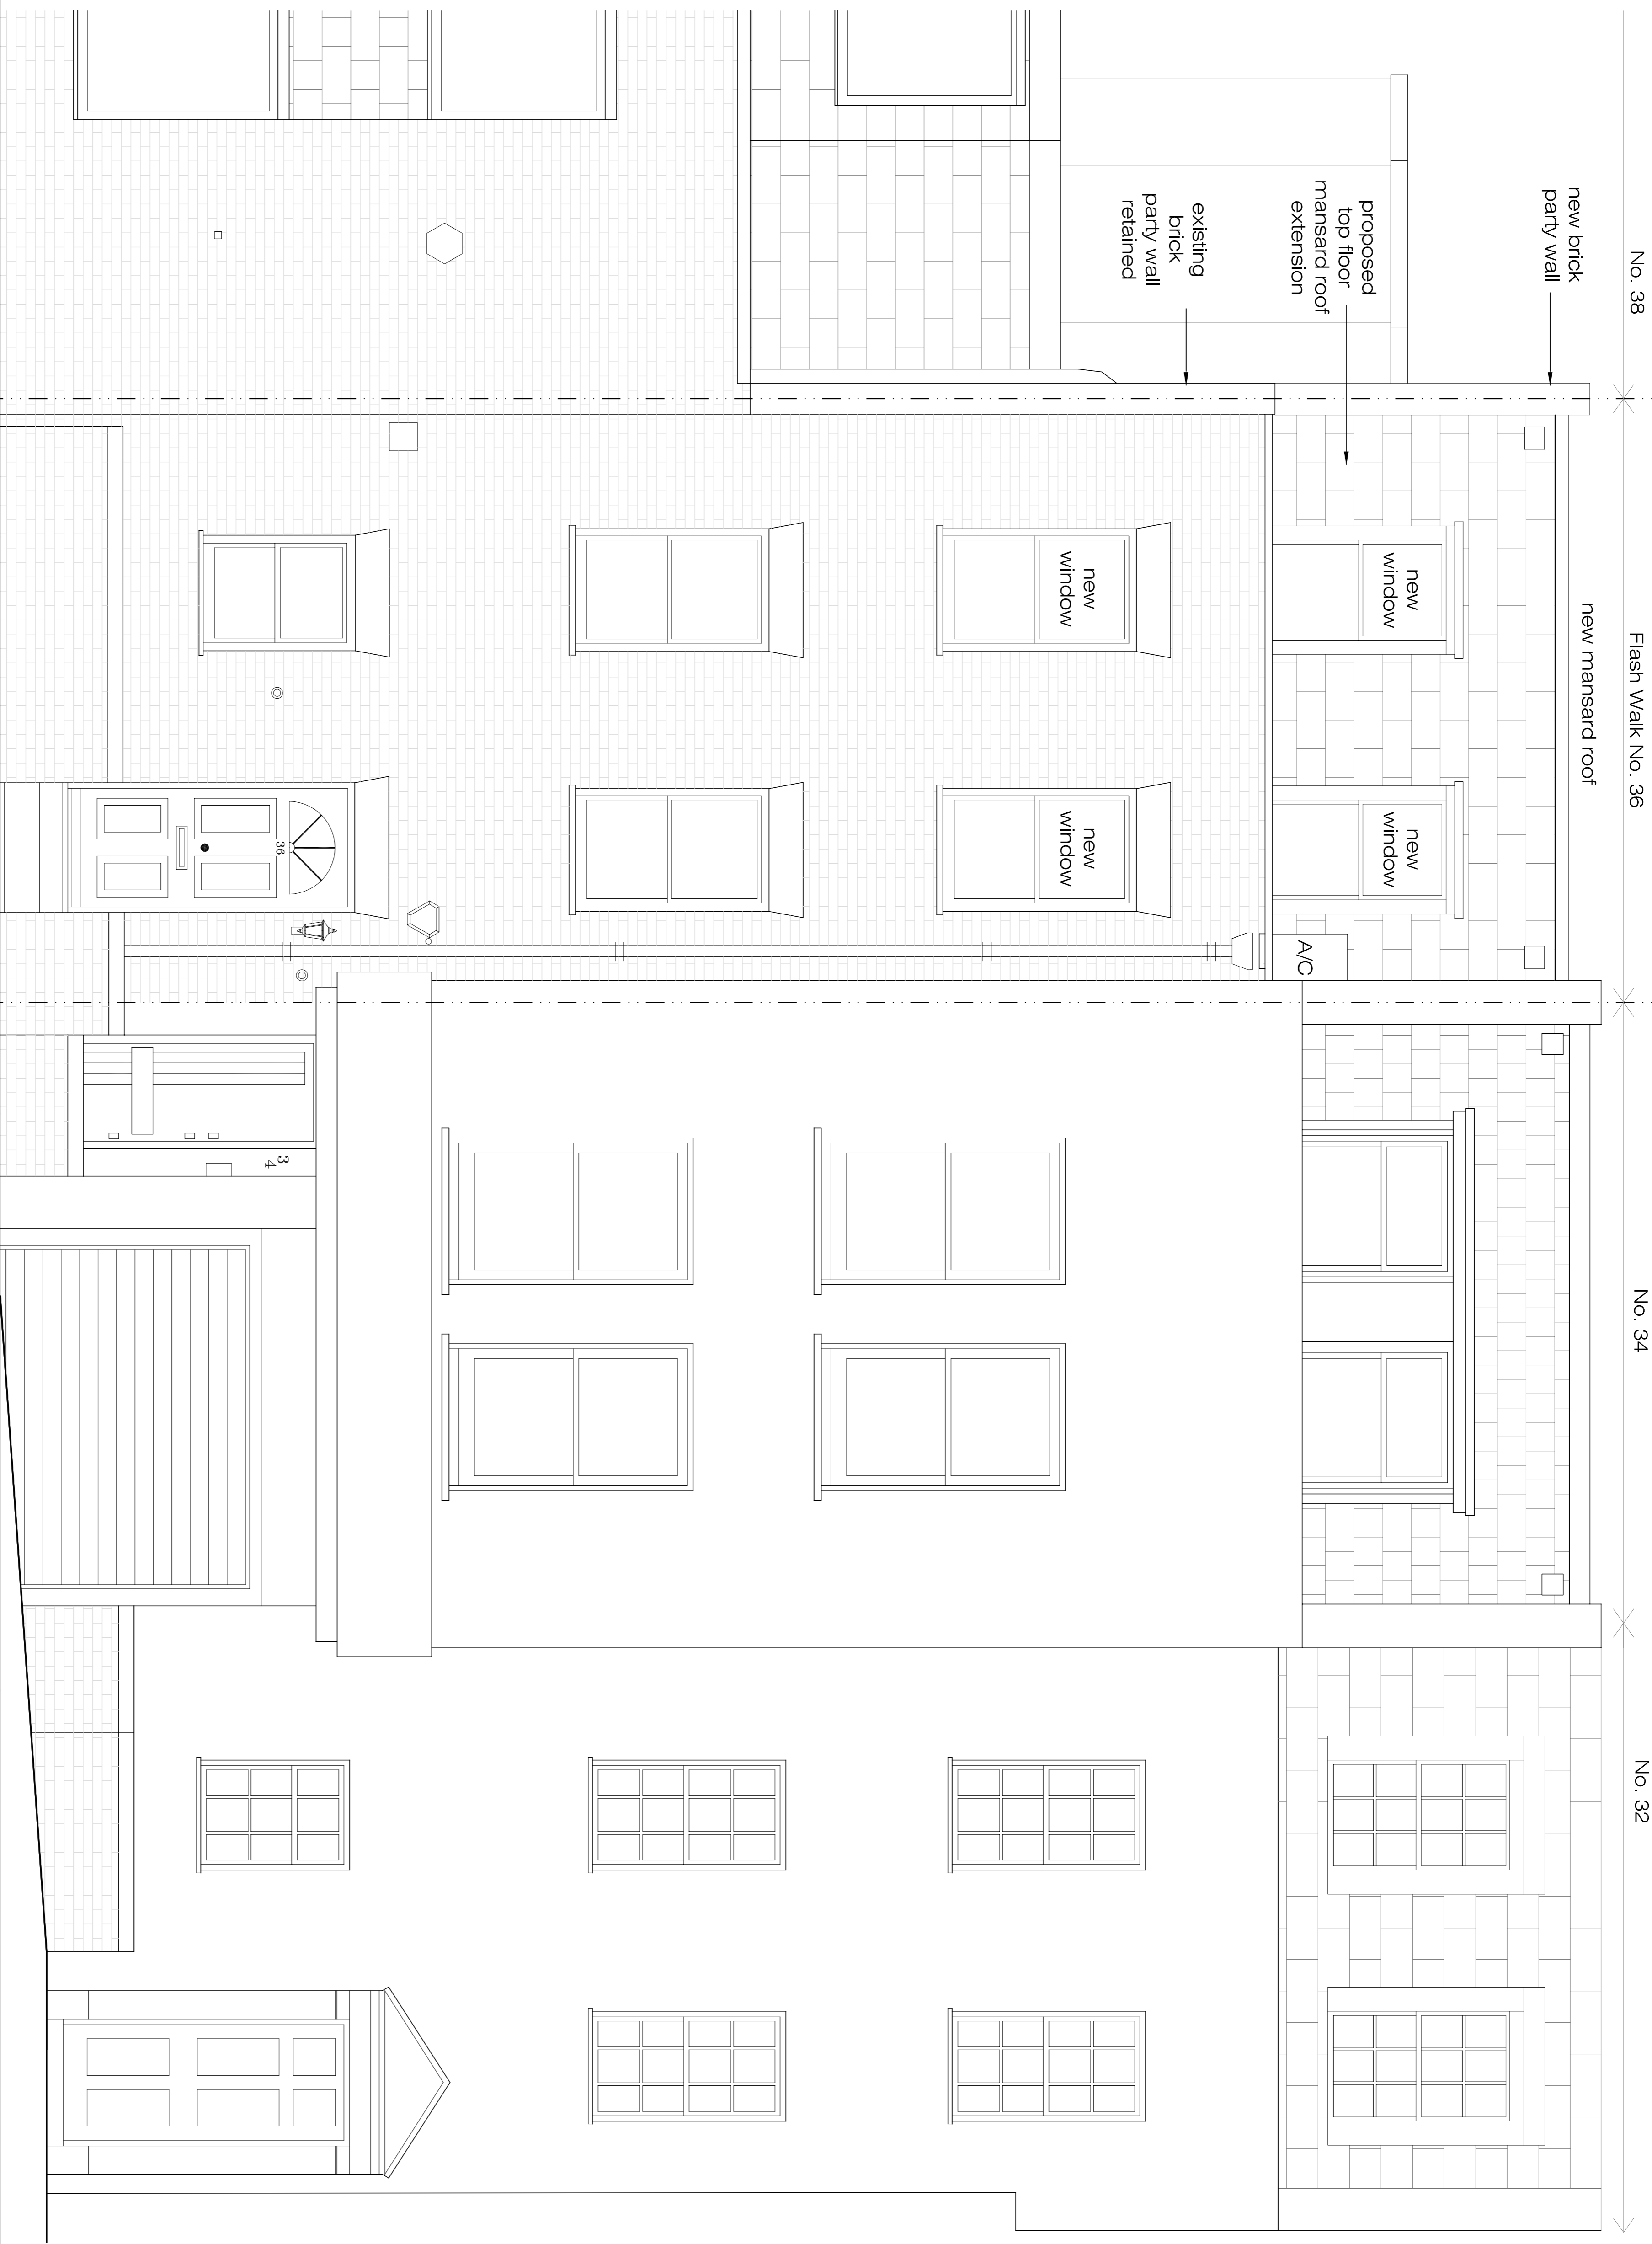 No. 38
Flash Walk No. 36
No. 34
No. 32
new brick
party wall
new mansard roof
proposed
top floor
mansard roof
extension
existing
brick
party wall
retained
new
window
new
window
A/C
new
window
new
window
36
3
4